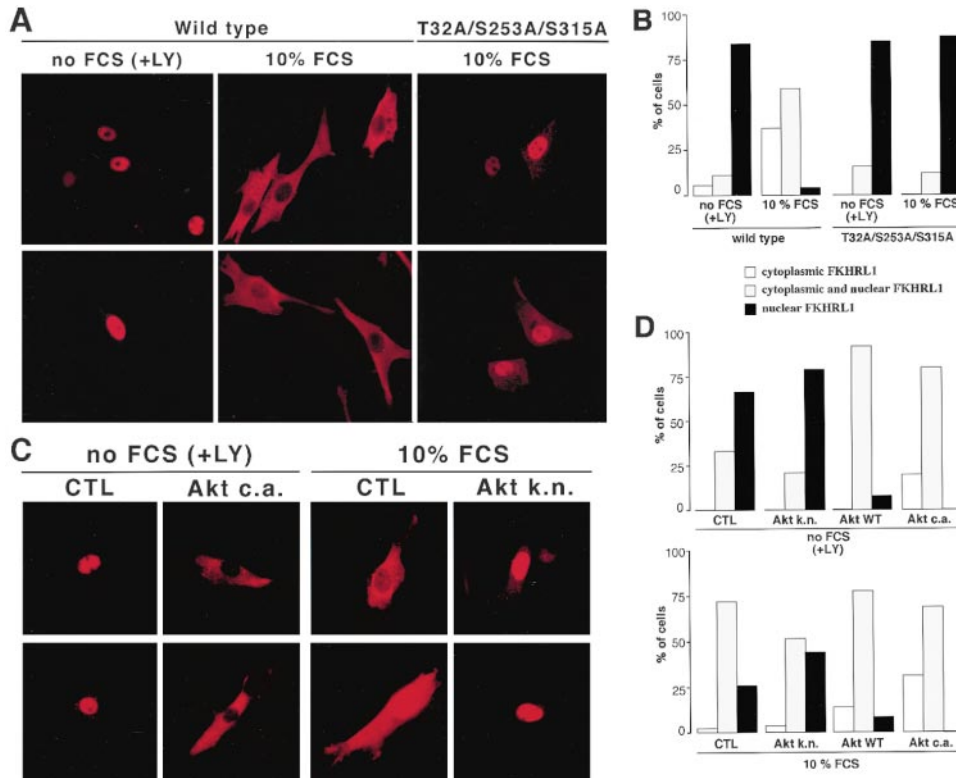 A
Wild type
T32A/S253A/S315A
no FCS (+LY)
10% FCS
10% FCS
B
100
75
50
25
0
% of cells
no FCS
(+LY)
10 % FCS
no FCS
(+LY)
10 % FCS
wild type
T32A/S253A/S315A
cytoplasmic FKHRL1
cytoplasmic and nuclear FKHRL1
nuclear FKHRL1
C
no FCS (+LY)
10% FCS
CTL
Akt c.a.
CTL
Akt k.n.
D
100
75
50
25
0
% of cells
CTL
Akt k.n.
Akt WT
Akt c.a.
no FCS
(+LY)
100
75
50
25
0
% of cells
CTL
Akt k.n.
Akt WT
Akt c.a.
10 % FCS